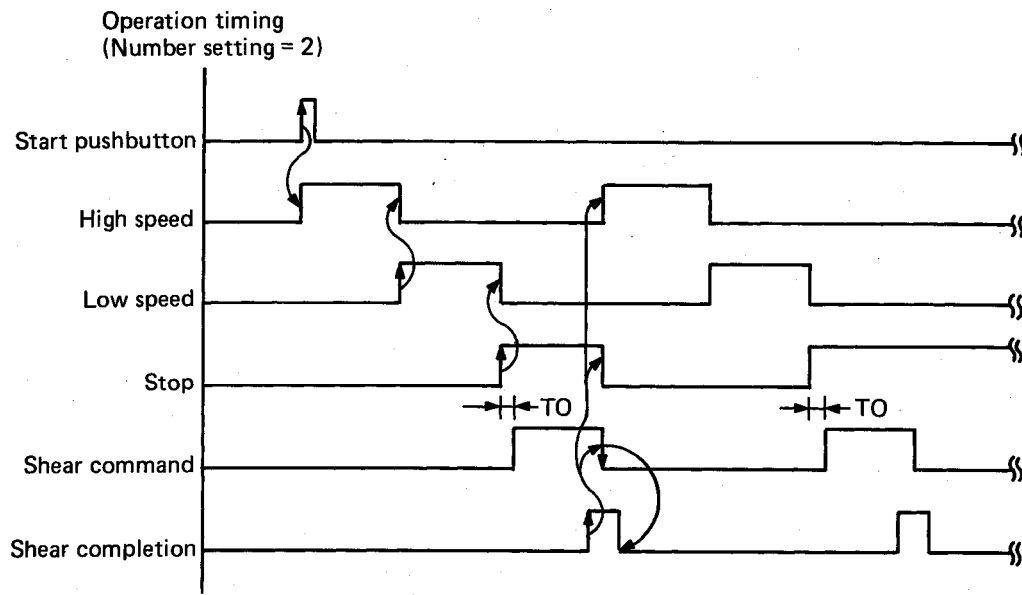 Operation timing
(Number setting = 2)
Start pushbutton
High speed
Low speed
Stop
TO TO
Shear command
Shear completion